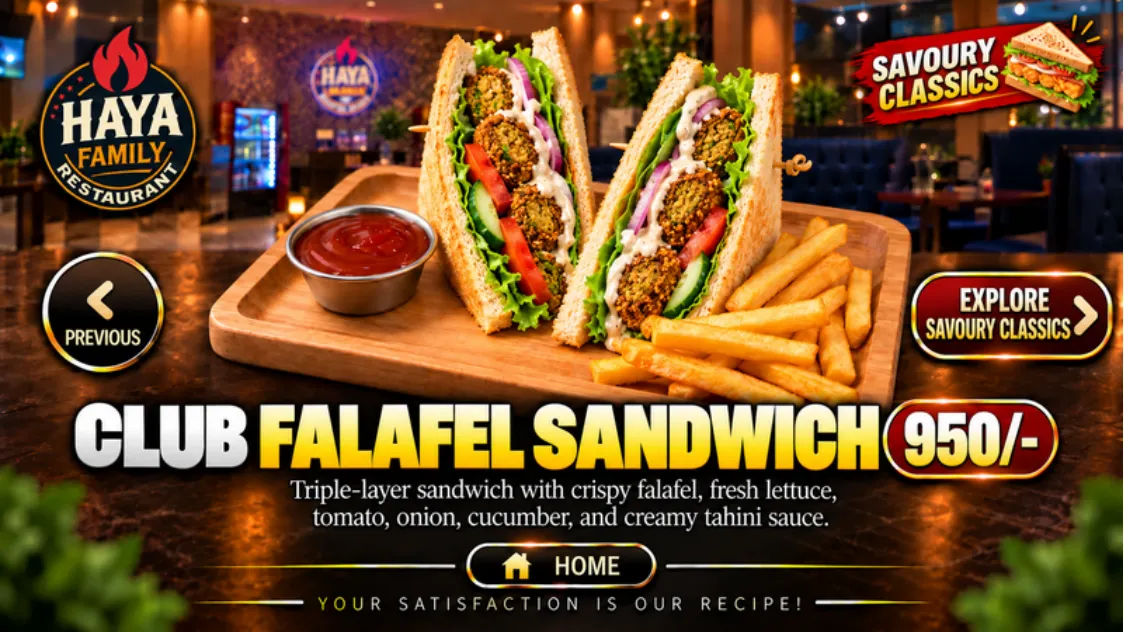 HAYA
FAMILY
RESTAURANT
HAYA
SAVOURY
CLASSICS
PREVIOUS
EXPLORE
SAVOURY CLASSICS
CLUB FALAFEL SANDWICH 950/-
Triple-layer sandwich with crispy falafel, fresh lettuce,
tomato, onion, cucumber, and creamy tahini sauce.
HOME
YOUR SATISFACTION IS OUR RECIPE!